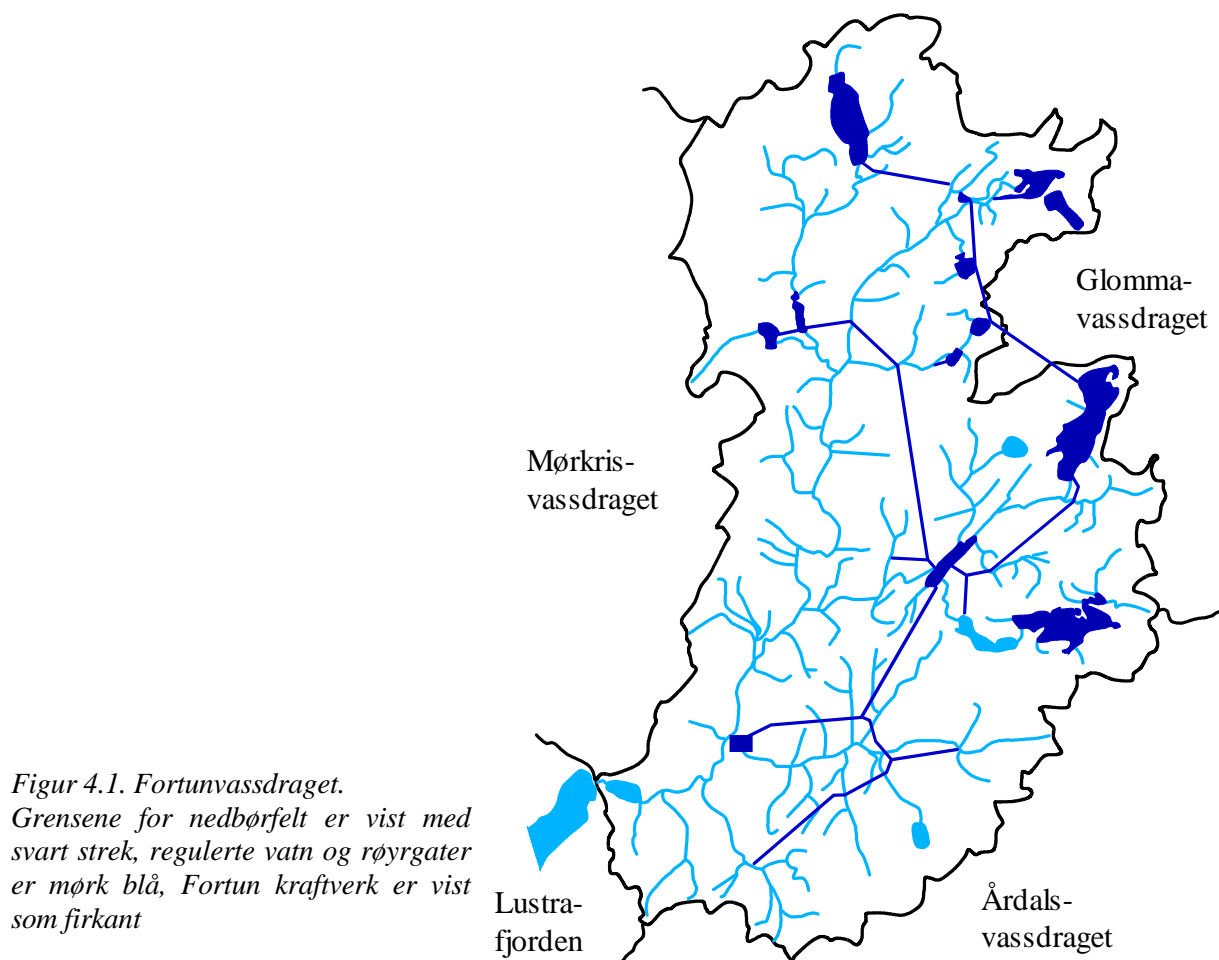 Glomma-
vassdraget
Mørkris-
vassdraget
Figur 4.1. Fortunvassdraget.
Grensene for nedbørfelt er vist med
svart strek, regulerte vatn og røyrgater
er mørk blå, Fortun kraftverk er vist
som firkant
Lustra-
fjorden
Årdals-
vassdraget